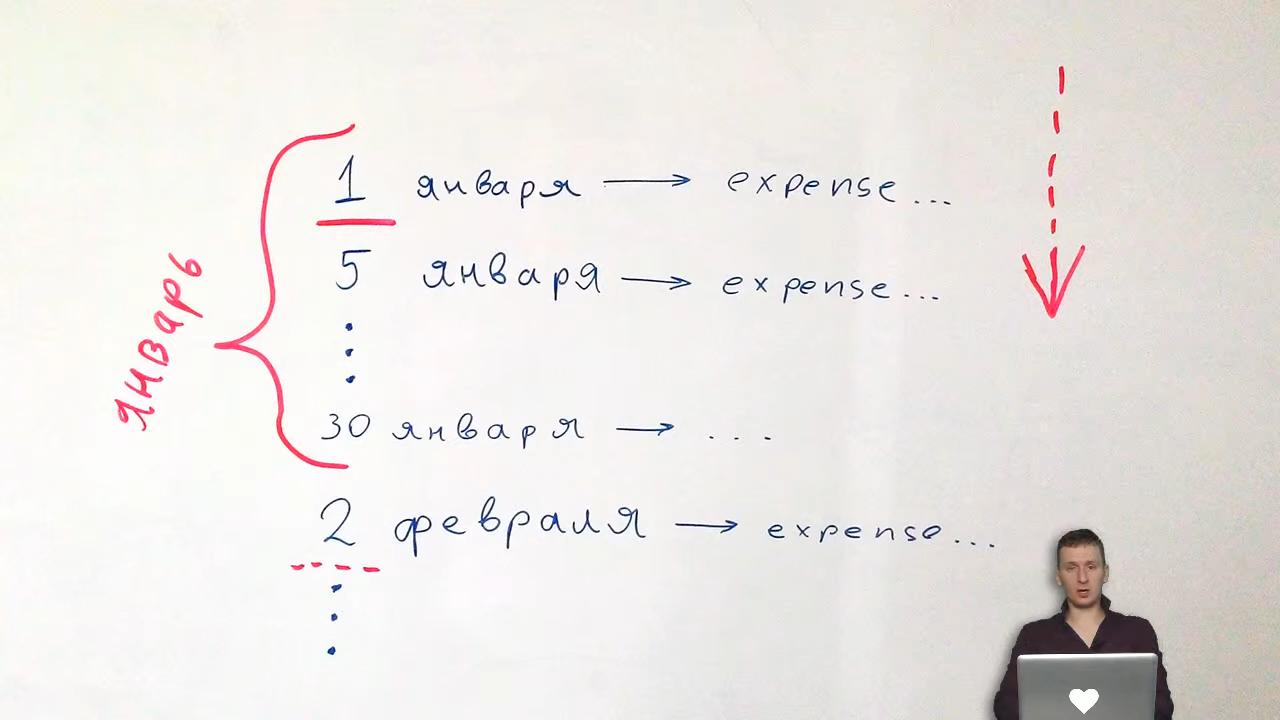 январь
1 января → expense...
5 января → expense...
30 января → ...
2 февраля → expense...